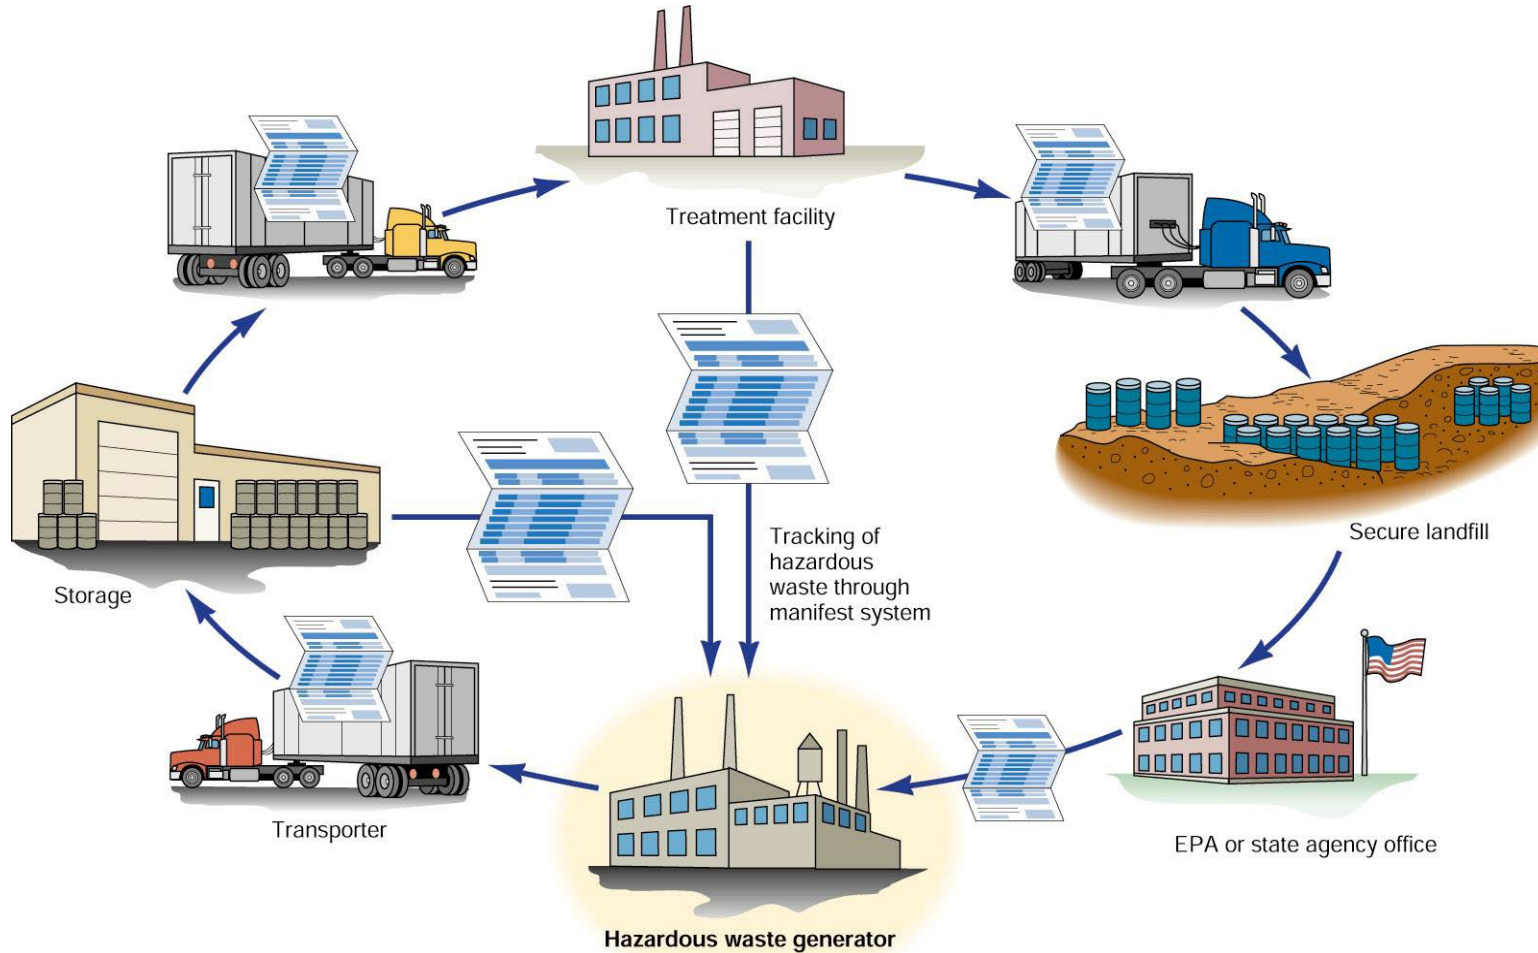 Treatment facility
Tracking of
hazardous
waste through
manifest system
Secure landfill
Storage
Transporter
EPA or state agency office
Hazardous waste generator